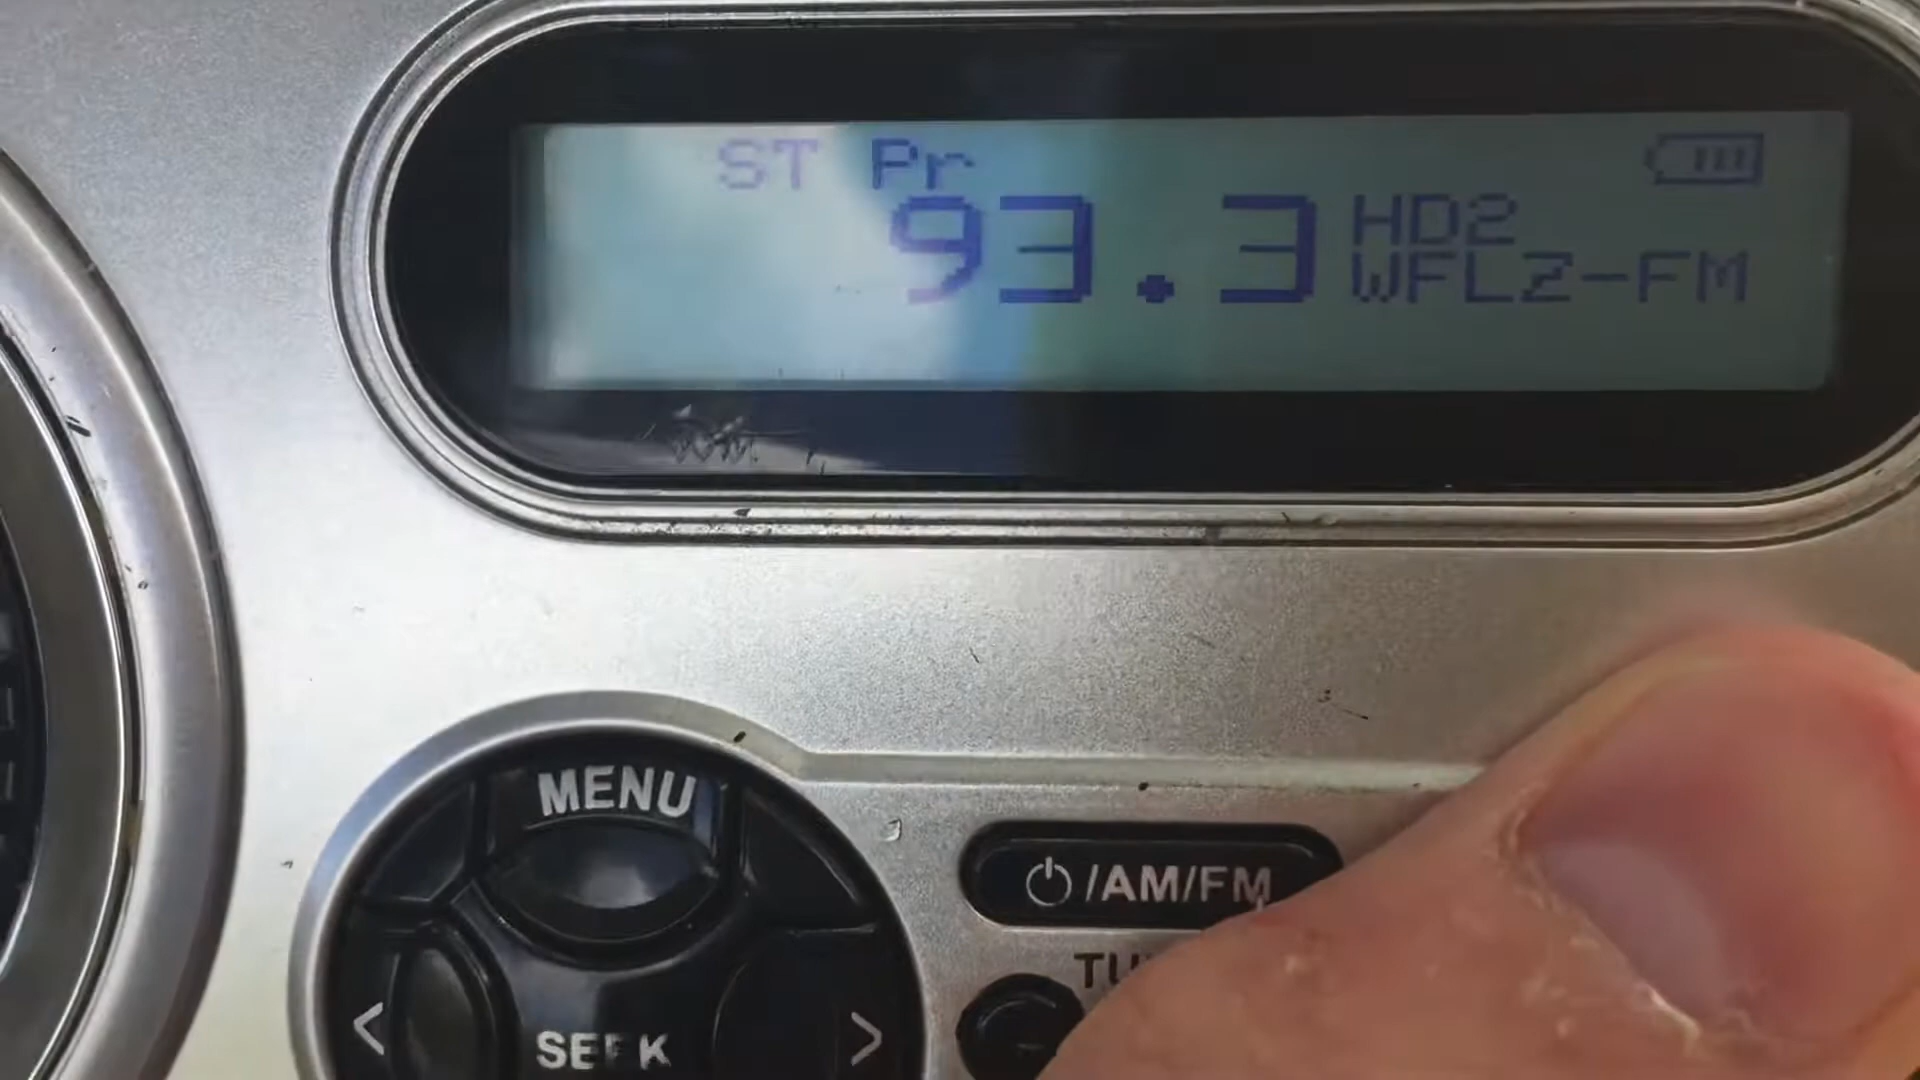 ST Pr
93.3 HD2
WFLZ-FM
MENU
⏻/AM/FM
< SEEK >